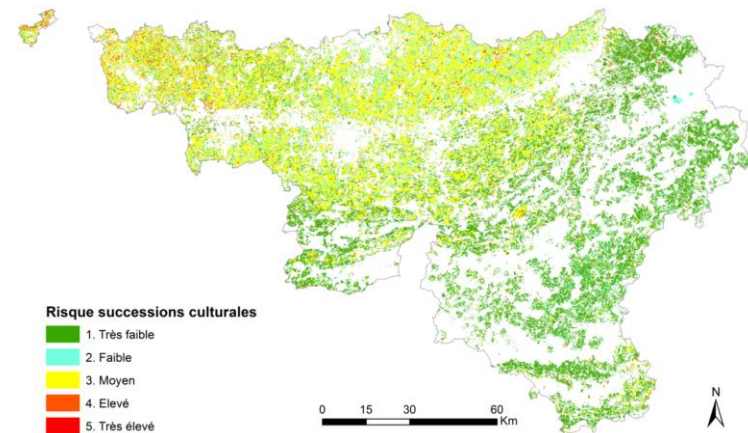 Risque successions culturales
1. Très faible
2. Faible
3. Moyen
4. Elevé
5. Très élevé
0 15 30 60
Km
N